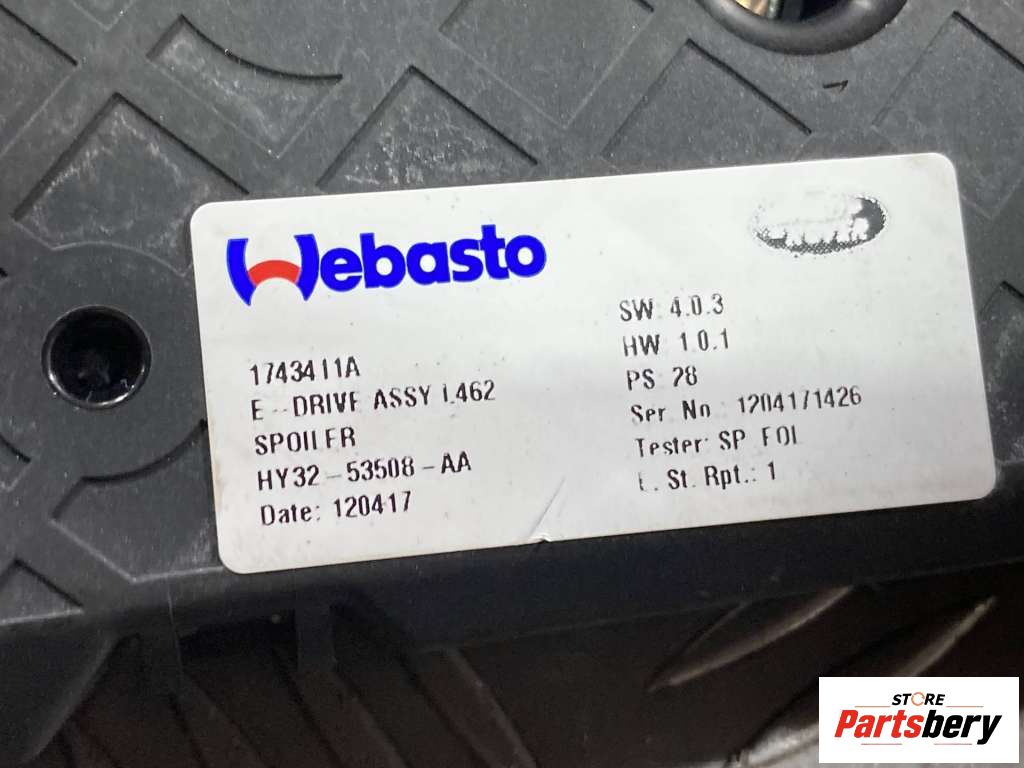 Webasto
1743411A
E - DRIVE ASSY L462
SPOILER
HY32-53508-AA
Date: 120417
SW 4.0.3
HW 1.0.1
PS 28
Ser. No 1204171426
Tester: SP EOL
E. St. Rpt.: 1
STORE
Partsbery